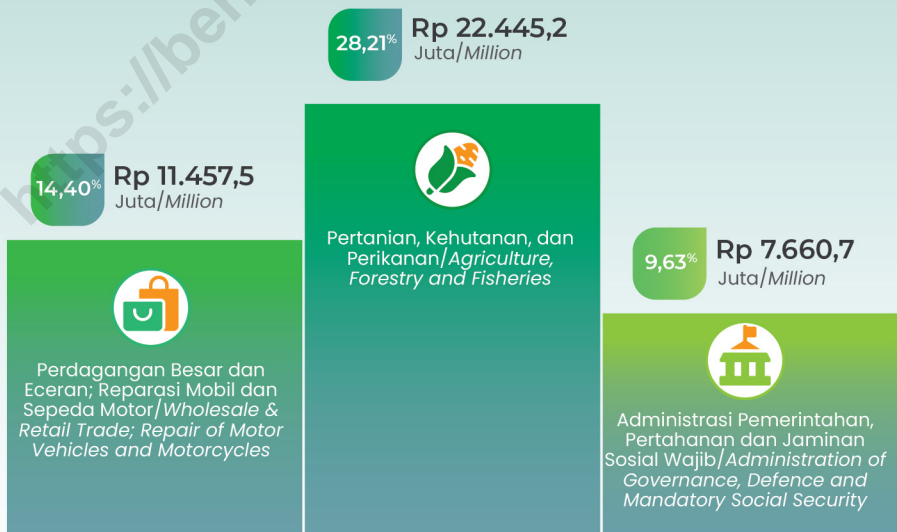 https://ben
28,21%
Rp 22.445,2
Juta/Million
14,40%
Rp 11.457,5
Juta/Million
Pertanian, Kehutanan, dan
Perikanan/Agriculture,
Forestry and Fisheries
9,63%
Rp 7.660,7
Juta/Million
Perdagangan Besar dan
Eceran; Reparasi Mobil dan
Sepeda Motor/Wholesale &
Retail Trade; Repair of Motor
Vehicles and Motorcycles
Administrasi Pemerintahan,
Pertahanan dan Jaminan
Sosial Wajib/Administration of
Governance, Defence and
Mandatory Social Security